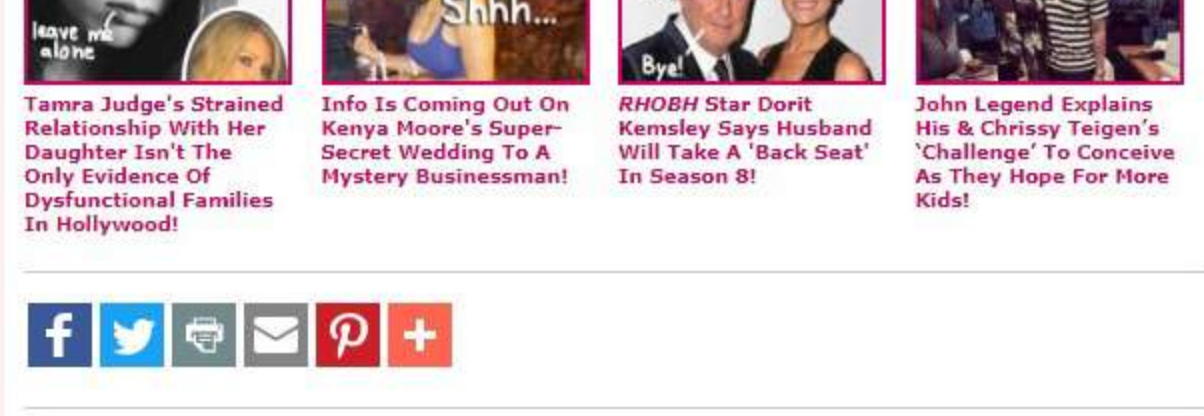 leave me
alone
Shhh...
Bye!
Tamra Judge's Strained
Relationship With Her
Daughter Isn't The
Only Evidence Of
Dysfunctional Families
In Hollywood!
Info Is Coming Out On
Kenya Moore's Super-
Secret Wedding To A
Mystery Businessman!
RHOBH Star Dorit
Kemsley Says Husband
Will Take A 'Back Seat'
In Season 8!
John Legend Explains
His & Chrissy Teigen’s
‘Challenge’ To Conceive
As They Hope For More
Kids!